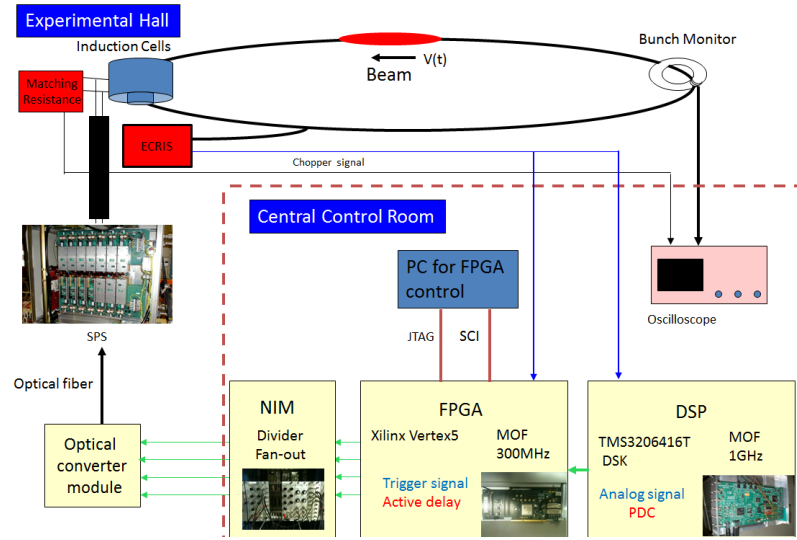 Experimental Hall
Induction Cells
Bunch Monitor
V(t)
Beam
Matching
Resistance
ECRIS
Chopper signal
Central Control Room
PC for FPGA
control
Oscilloscope
SPS
JTAG
SCI
Optical fiber
NIM
Divider
Fan-out
FPGA
Xilinx Vertex5
MOF
300MHz
Trigger signal
Active delay
DSP
TMS3206416T
DSK
MOF
1GHz
Analog signal
PDC
Optical
converter
module